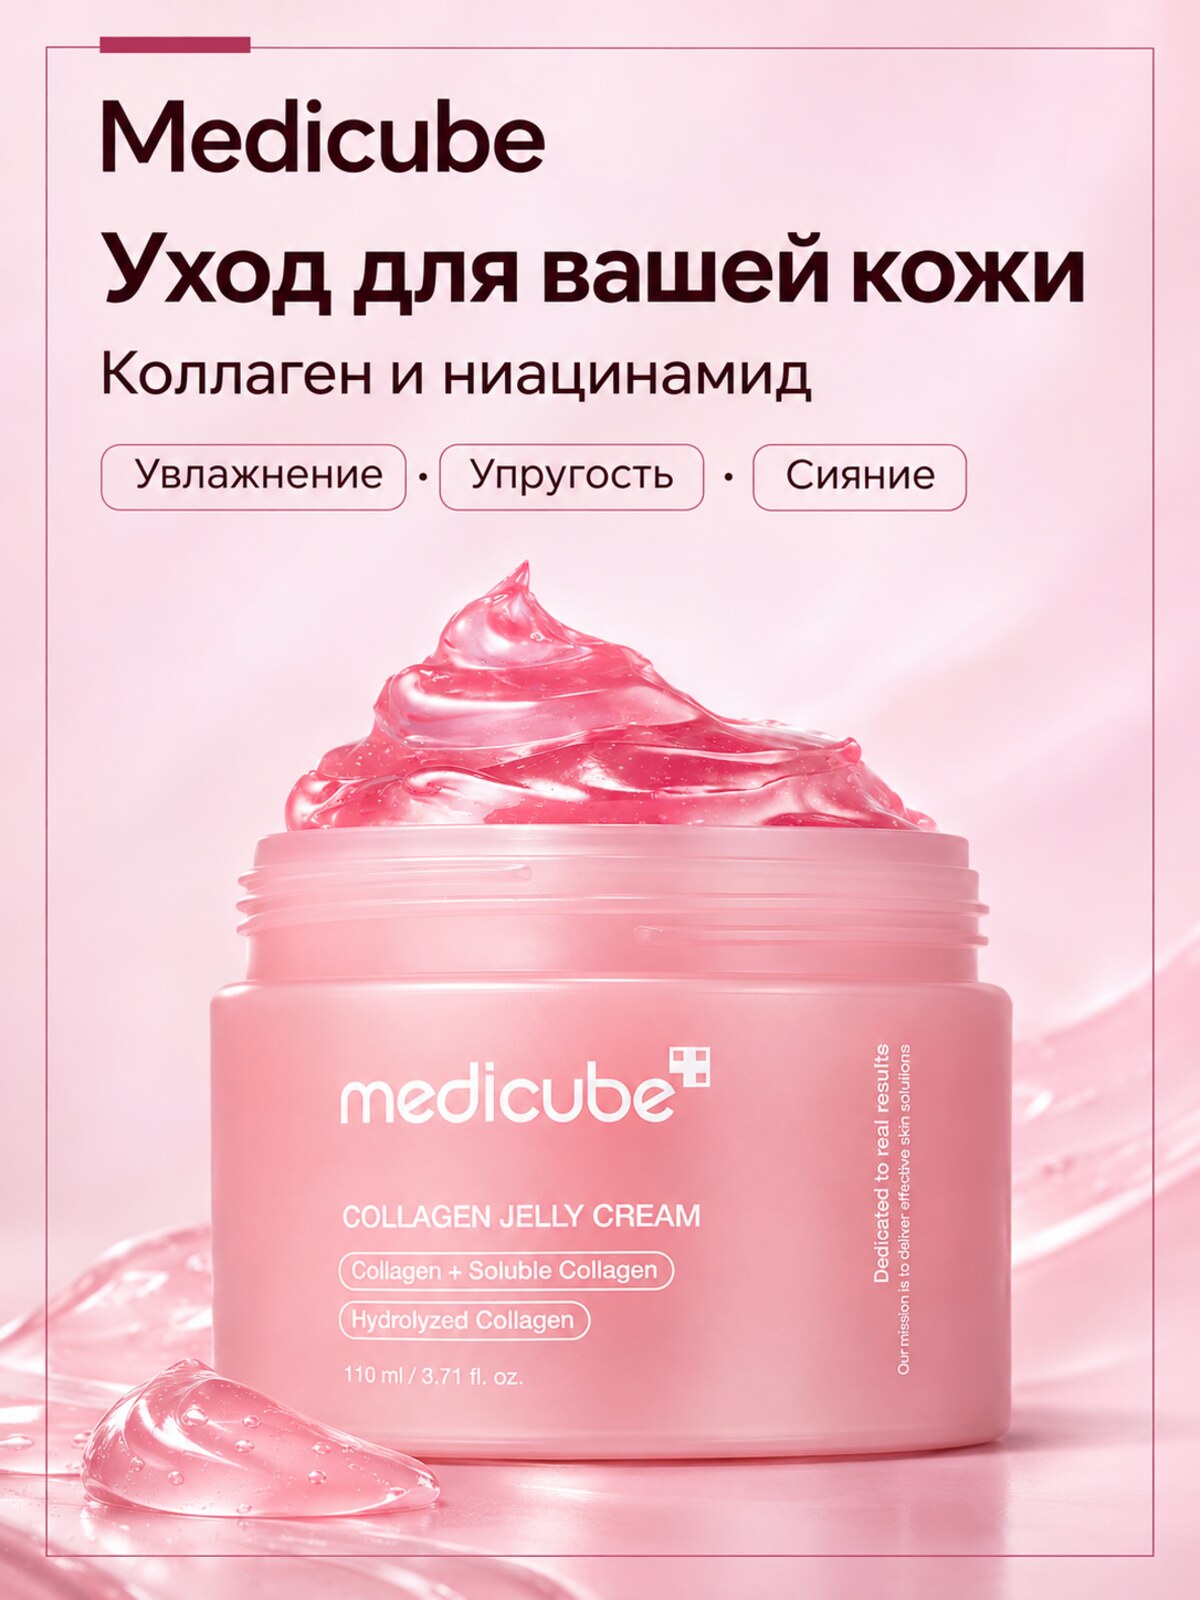 Medicube
Уход для вашей кожи
Коллаген и ниацинамид
Увлажнение · Упругость · Сияние
medicube
COLLAGEN JELLY CREAM
Collagen + Soluble Collagen
Hydrolyzed Collagen
110 ml / 3.71 fl. oz.
Dedicated to real results
Our mission is to deliver effective skin solutions